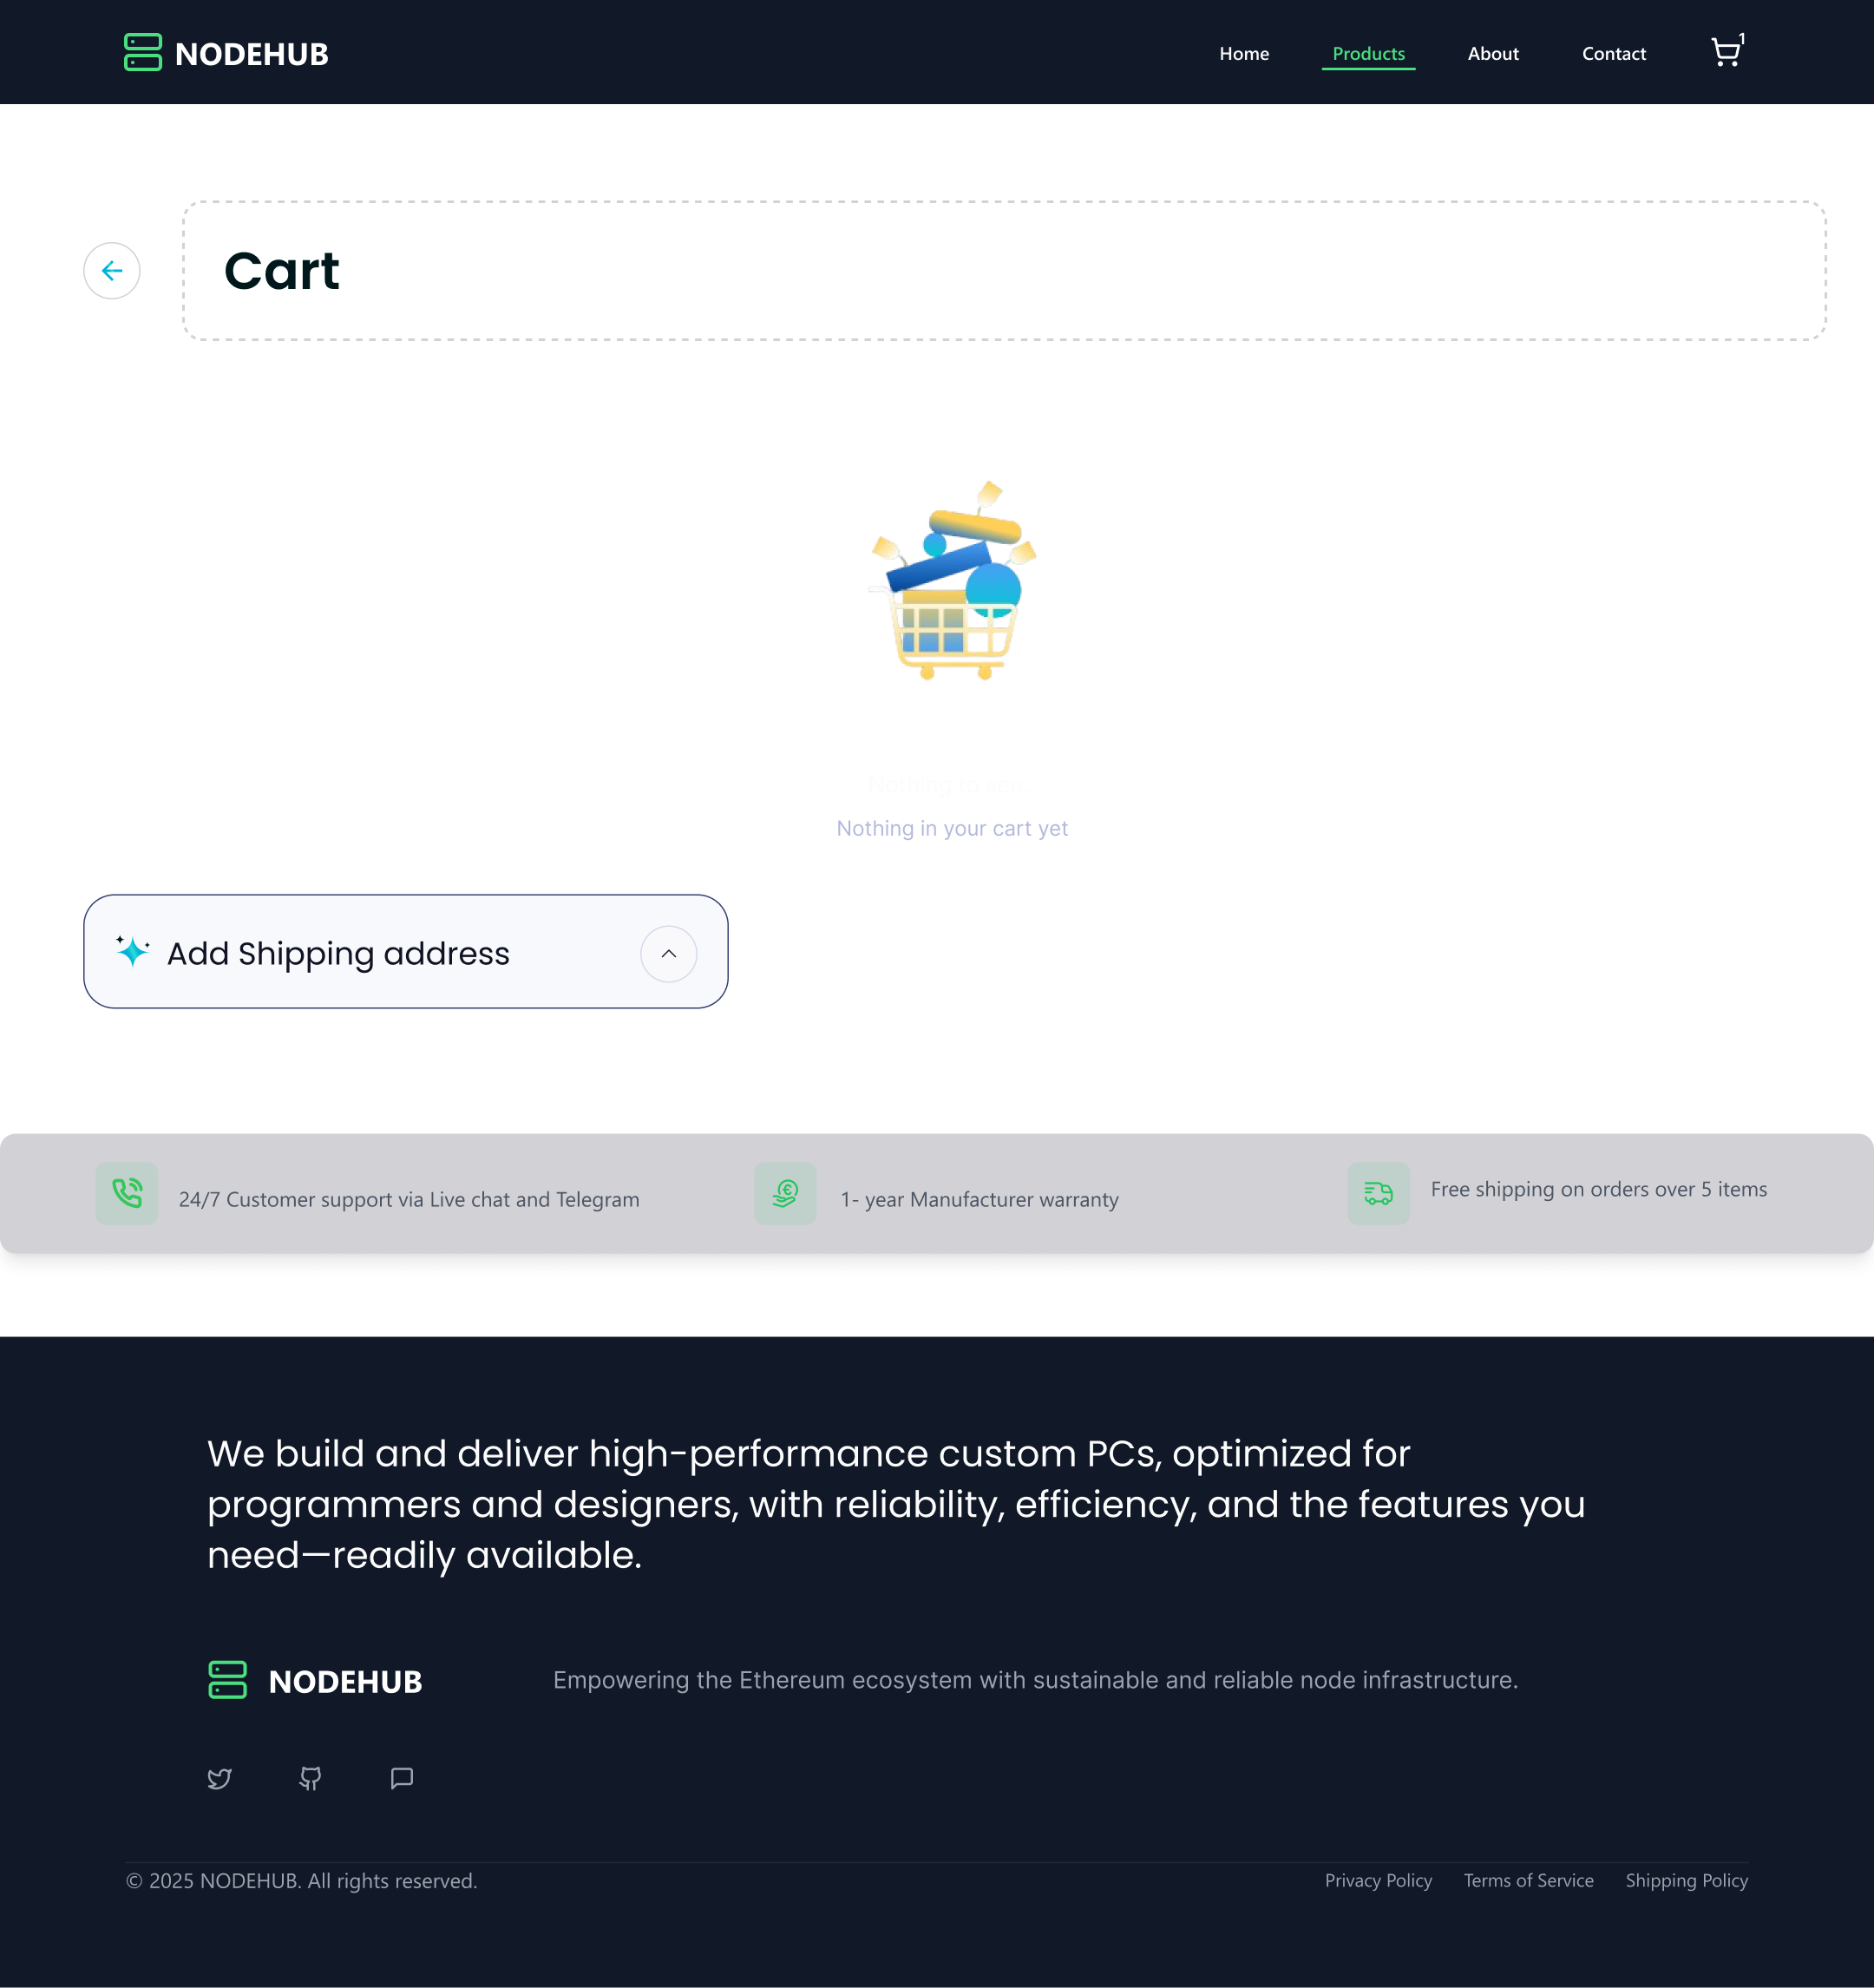 NODEHUB
Home
Products
About
Contact
1
Cart
Nothing in your cart yet
Add Shipping address
24/7 Customer support via Live chat and Telegram
1- year Manufacturer warranty
Free shipping on orders over 5 items
We build and deliver high-performance custom PCs, optimized for
programmers and designers, with reliability, efficiency, and the features you
need—readily available.
NODEHUB
Empowering the Ethereum ecosystem with sustainable and reliable node infrastructure.
© 2025 NODEHUB. All rights reserved.
Privacy Policy
Terms of Service
Shipping Policy